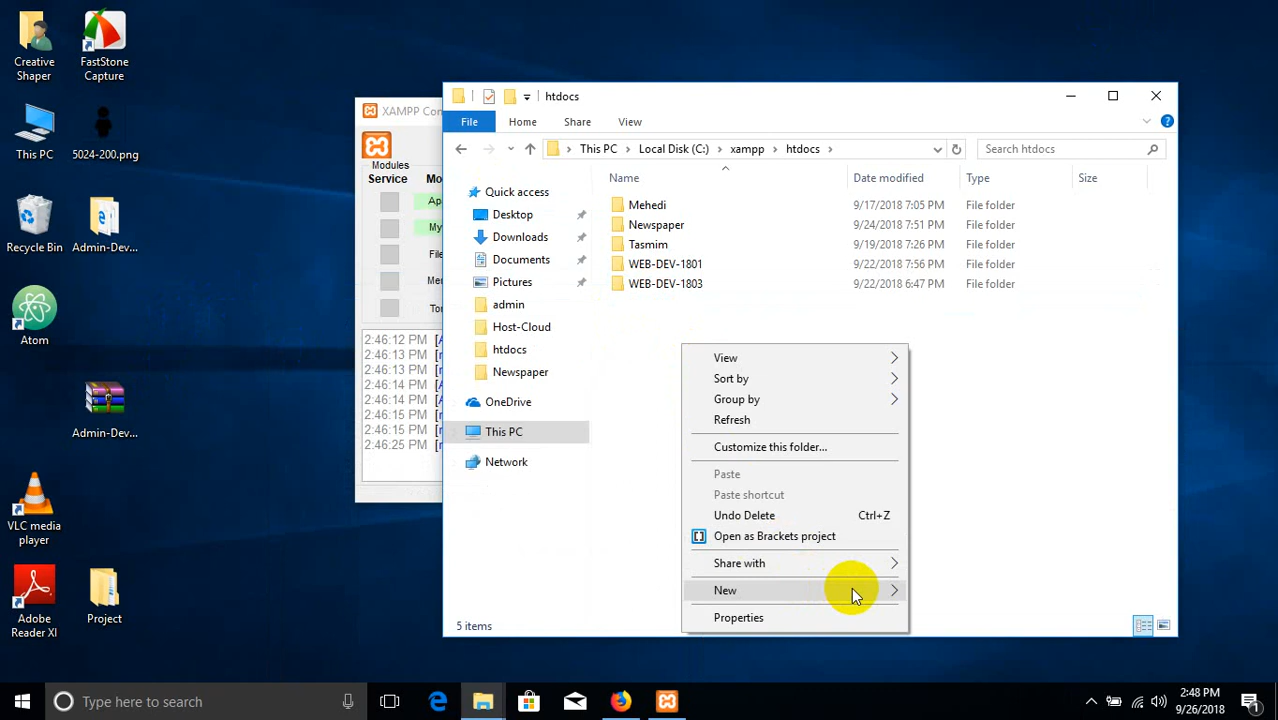 Creative
Shaper
FastStone
Capture
This PC
5024-200.png
Recycle Bin
Admin-Dev...
Atom
Admin-Dev...
VLC media
player
Adobe
Reader XI
Project
XAMPP Con
Modules
Service
Mo
Ap
My
File
Mer
Tor
2:46:12 PM
2:46:13 PM
2:46:13 PM
2:46:14 PM
2:46:14 PM
2:46:15 PM
2:46:15 PM
2:46:25 PM
htdocs
File Home Share View
This PC Local Disk (C:) xampp htdocs
Search htdocs
Quick access
Desktop
Downloads
Documents
Pictures
admin
Host-Cloud
htdocs
Newspaper
OneDrive
This PC
Network
Name Date modified Type Size
Mehedi 9/17/2018 7:05 PM File folder
Newspaper 9/24/2018 7:51 PM File folder
Tasmim 9/19/2018 7:26 PM File folder
WEB-DEV-1801 9/22/2018 7:56 PM File folder
WEB-DEV-1803 9/22/2018 6:47 PM File folder
View
Sort by
Group by
Refresh
Customize this folder...
Paste
Paste shortcut
Undo Delete Ctrl+Z
Open as Brackets project
Share with
New
Properties
5 items
Type here to search
2:48 PM
9/26/2018
1